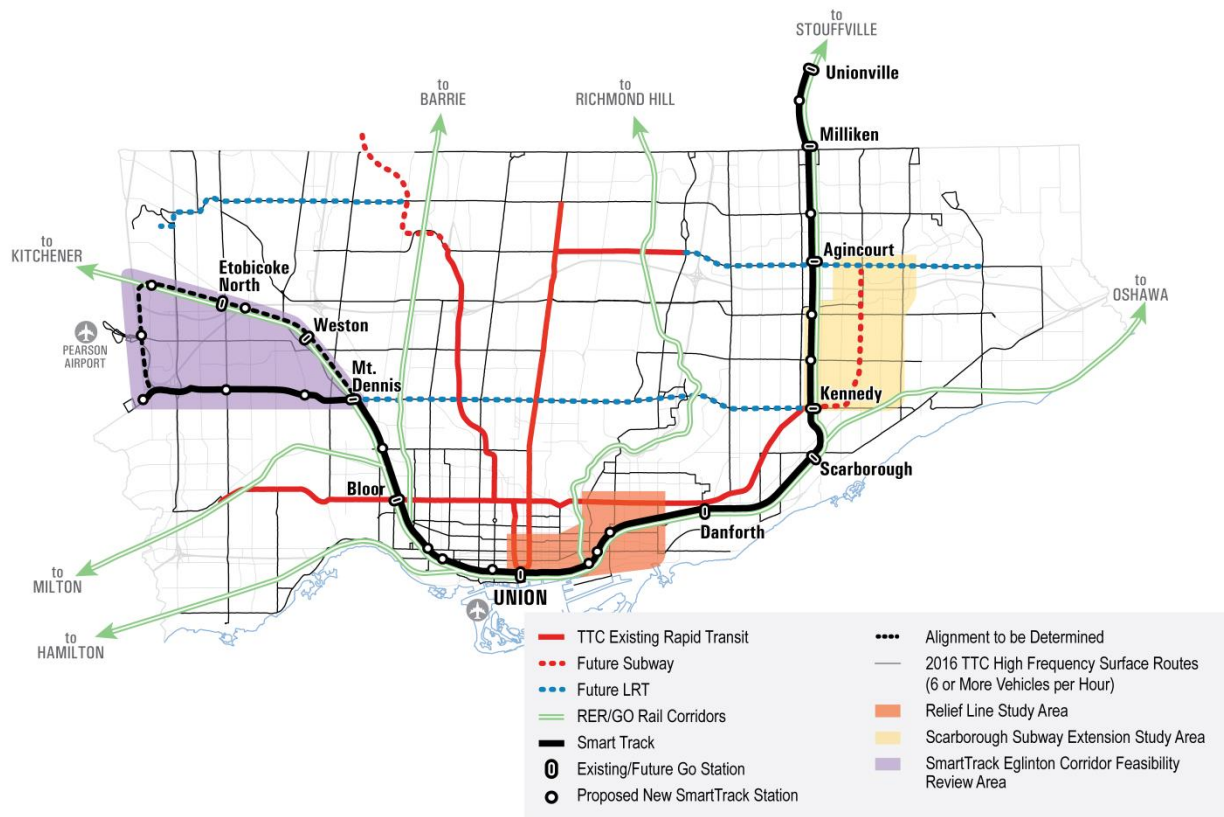 to
STOUFFVILLE
Unionville
to
BARRIE
to
RICHMOND HILL
Milliken
to
KITCHENER
Etobicoke
North
Agincourt
to
OSHAWA
Weston
PEARSON
AIRPORT
Mt.
Dennis
Kennedy
Scarborough
Bloor
Danforth
to
MILTON
UNION
to
HAMILTON
TTC Existing Rapid Transit
Future Subway
Future LRT
RER/GO Rail Corridors
Smart Track
Existing/Future Go Station
Proposed New SmartTrack Station
Alignment to be Determined
2016 TTC High Frequency Surface Routes
(6 or More Vehicles per Hour)
Relief Line Study Area
Scarborough Subway Extension Study Area
SmartTrack Eglinton Corridor Feasibility
Review Area